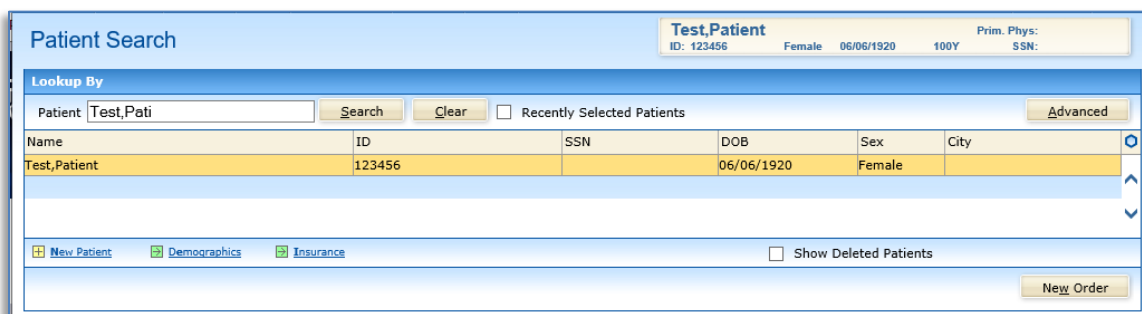 Patient Search
Test,Patient Prim. Phys:
ID: 123456 Female 06/06/1920 100Y SSN:
Lookup By
Patient Test,Pati Search Clear Recently Selected Patients Advanced
Name ID SSN DOB Sex City
Test,Patient 123456 06/06/1920 Female
New Patient Demographics Insurance Show Deleted Patients
New Order